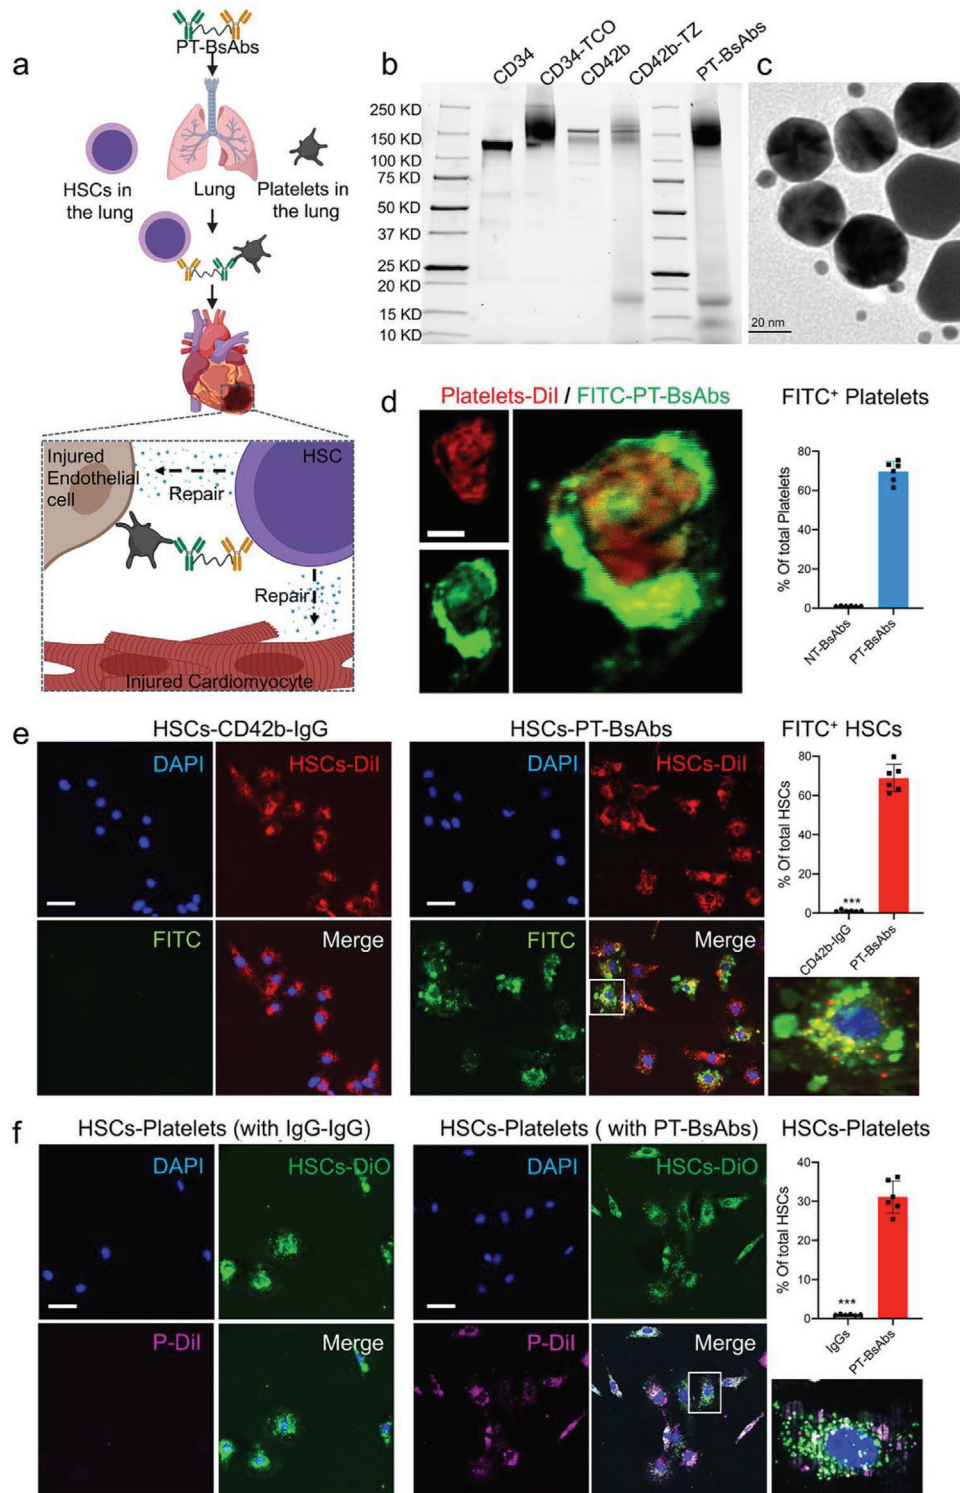 PT-BsAbs
a
HSCs in
the lung
Lung
Platelets in
the lung
Injured
Endothelial
cell
HSC
Repair
Repair
Injured Cardiomyocyte
b
CD34
CD34-TCO
CD42b
CD42b-TZ
PT-BsAbs
250 KD
150 KD
100 KD
75 KD
50 KD
37 KD
25 KD
20 KD
15 KD
10 KD
c
20 nm
d
Platelets-Dil / FITC-PT-BsAbs
FITC⁺ Platelets
% Of total Platelets
80
60
40
20
0
NT-BsAbs
PT-BsAbs
e
HSCs-CD42b-IgG
DAPI
HSCs-Dil
FITC
Merge
HSCs-PT-BsAbs
DAPI
HSCs-Dil
FITC
Merge
FITC⁺ HSCs
% Of total HSCs
80
60
40
20
0
***
CD42b-IgG
PT-BsAbs
f
HSCs-Platelets (with IgG-IgG)
DAPI
HSCs-DiO
P-Dil
Merge
HSCs-Platelets ( with PT-BsAbs)
DAPI
HSCs-DiO
P-Dil
Merge
HSCs-Platelets
% Of total HSCs
40
30
20
10
0
***
IgGs
PT-BsAbs